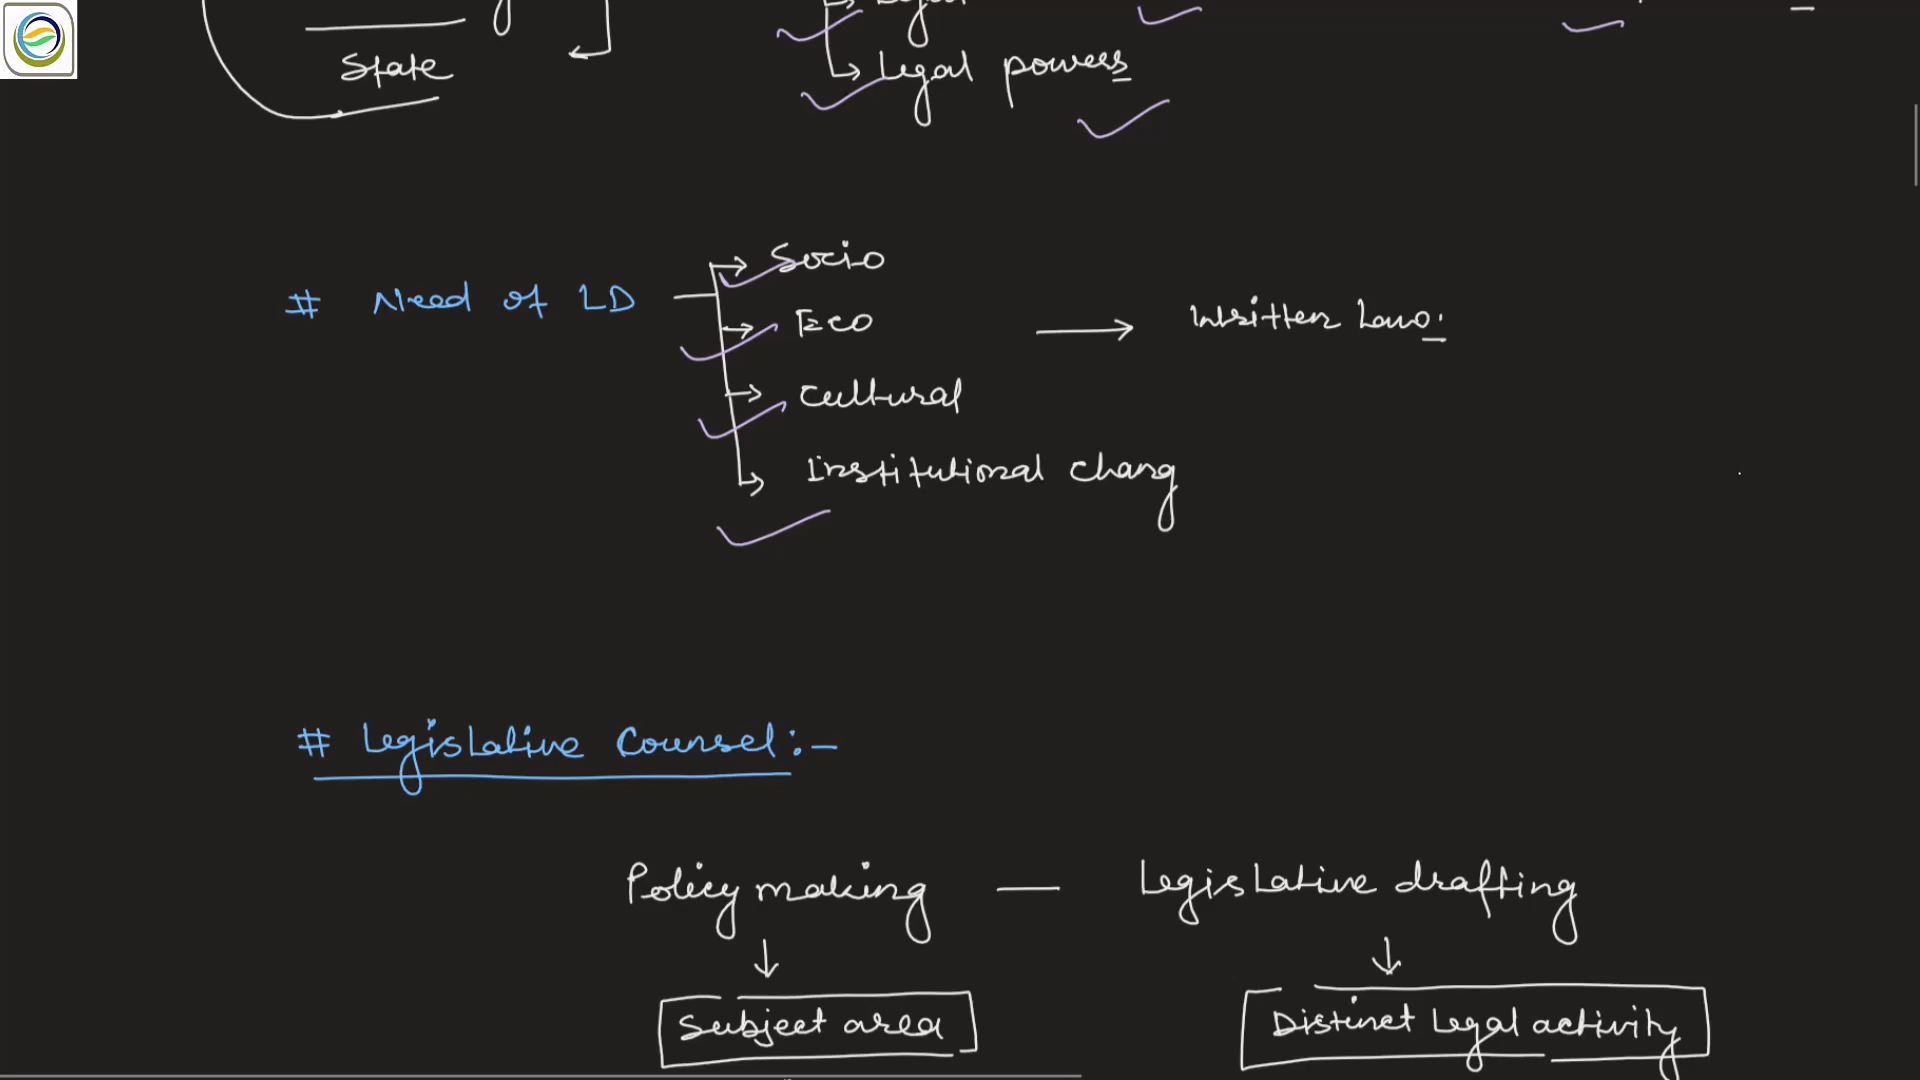 State
Legal powers
# Need of LD
Socio
Eco
Cultural
Institutional chang
Written Law.
# Legislative Counsel:-
Policy making — Legislative drafting
Subject area
Distinct Legal activity